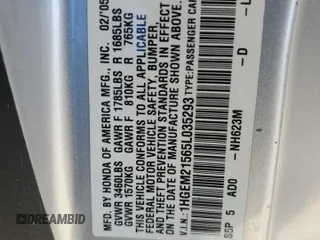 MFD. BY HONDA OF AMERICA MFG., INC. 02/'05
GVWR 3460LBS GAWR F 1785LBS R 1685LBS
GVWR 1570KG GAWR F 810KG R 765KG
THIS VEHICLE CONFORMS TO ALL APPLICABLE
FEDERAL MOTOR VEHICLE SAFETY, BUMPER,
AND THEFT PREVENTION STANDARDS IN EFFECT
ON THE DATE OF MANUFACTURE SHOWN ABOVE.
V.I.N.: 1HGEM21565L035293 TYPE: PASSENGER CAR
S5P 5 AD0 - NH623M - D -